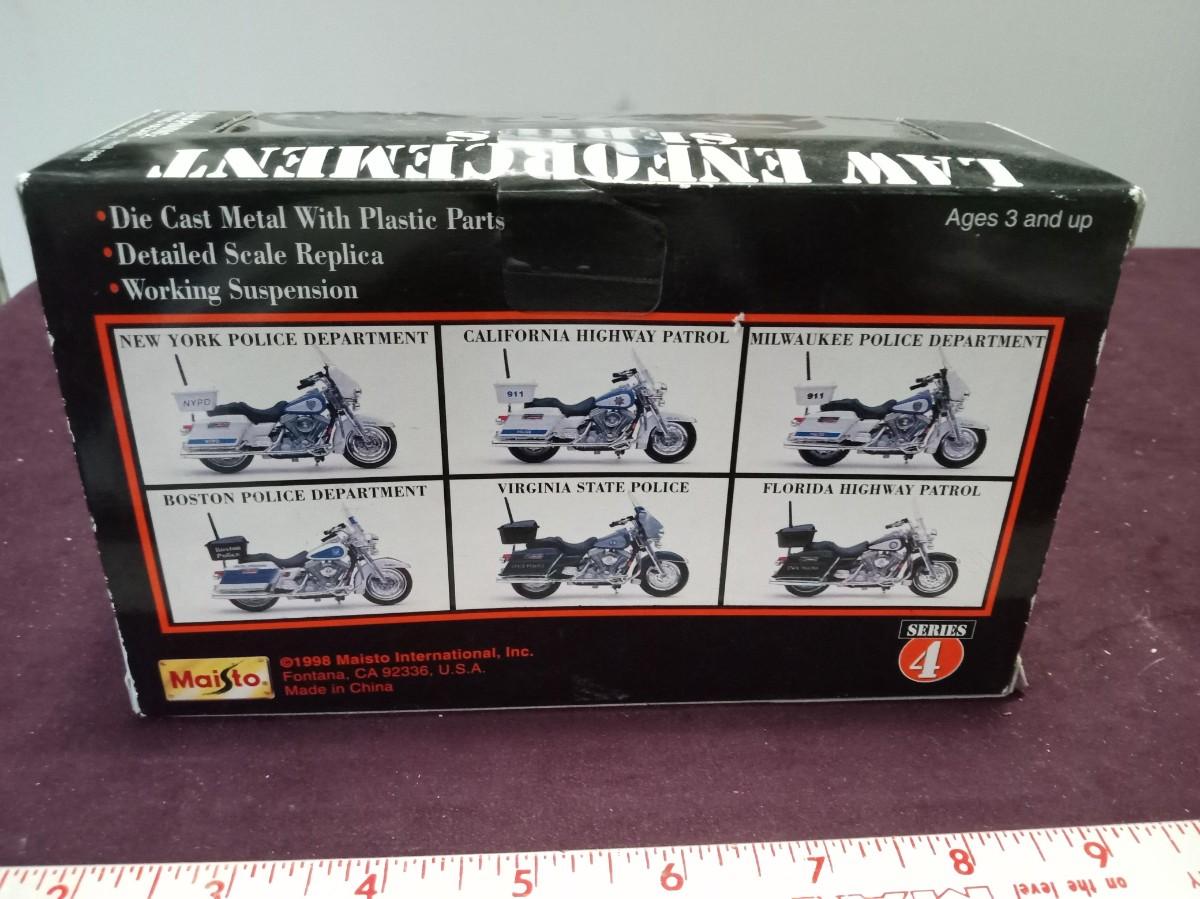 LAW ENFORCEMENT
SERIES
•Die Cast Metal With Plastic Parts
•Detailed Scale Replica
•Working Suspension
Ages 3 and up
NEW YORK POLICE DEPARTMENT
NYPD
CALIFORNIA HIGHWAY PATROL
911
MILWAUKEE POLICE DEPARTMENT
911
BOSTON POLICE DEPARTMENT
Boston
Police
VIRGINIA STATE POLICE
FLORIDA HIGHWAY PATROL
SERIES
4
Maisto
©1998 Maisto International, Inc.
Fontana, CA 92336, U.S.A.
Made in China
2 3 4 5 6 7 8 9
on the level